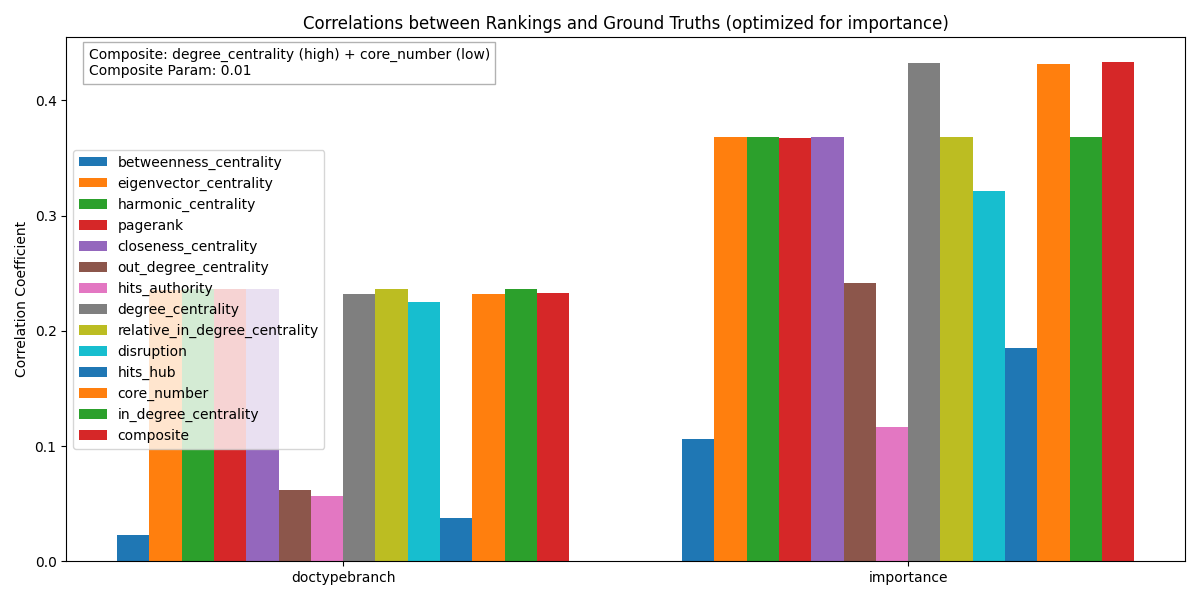 Correlations between Rankings and Ground Truths (optimized for importance)
Composite: degree_centrality (high) + core_number (low)
Composite Param: 0.01
Correlation Coefficient
0.4
0.3
0.2
0.1
0.0
betweenness_centrality
eigenvector_centrality
harmonic_centrality
pagerank
closeness_centrality
out_degree_centrality
hits_authority
degree_centrality
relative_in_degree_centrality
disruption
hits_hub
core_number
in_degree_centrality
composite
doctypebranch
importance